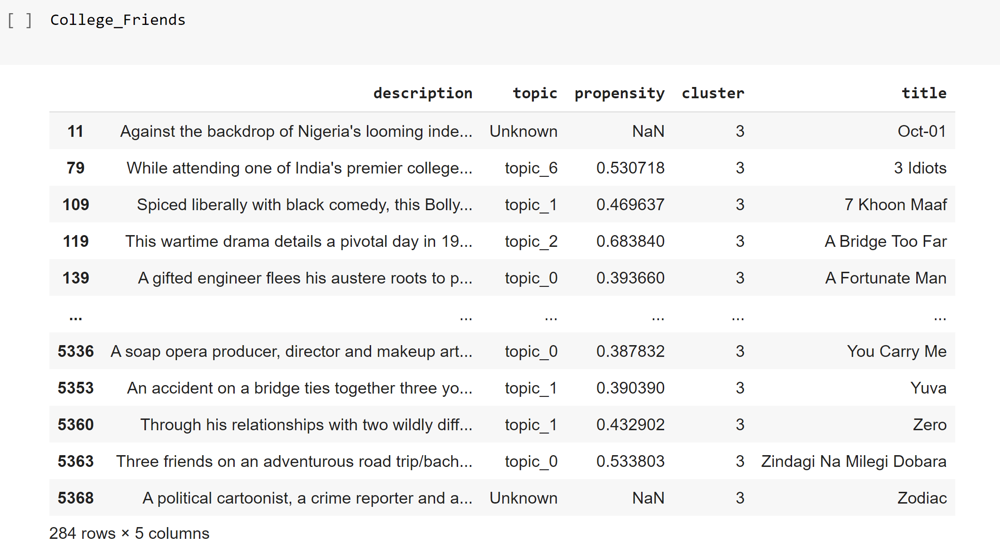 [ ] College_Friends
description topic propensity cluster title
11 Against the backdrop of Nigeria's looming inde... Unknown NaN 3 Oct-01
79 While attending one of India's premier college... topic_6 0.530718 3 3 Idiots
109 Spiced liberally with black comedy, this Bolly... topic_1 0.469637 3 7 Khoon Maaf
119 This wartime drama details a pivotal day in 19... topic_2 0.683840 3 A Bridge Too Far
139 A gifted engineer flees his austere roots to p... topic_0 0.393660 3 A Fortunate Man
... ... ... ... ... ...
5336 A soap opera producer, director and makeup art... topic_0 0.387832 3 You Carry Me
5353 An accident on a bridge ties together three yo... topic_1 0.390390 3 Yuva
5360 Through his relationships with two wildly diff... topic_1 0.432902 3 Zero
5363 Three friends on an adventurous road trip/bach... topic_0 0.533803 3 Zindagi Na Milegi Dobara
5368 A political cartoonist, a crime reporter and a... Unknown NaN 3 Zodiac
284 rows × 5 columns